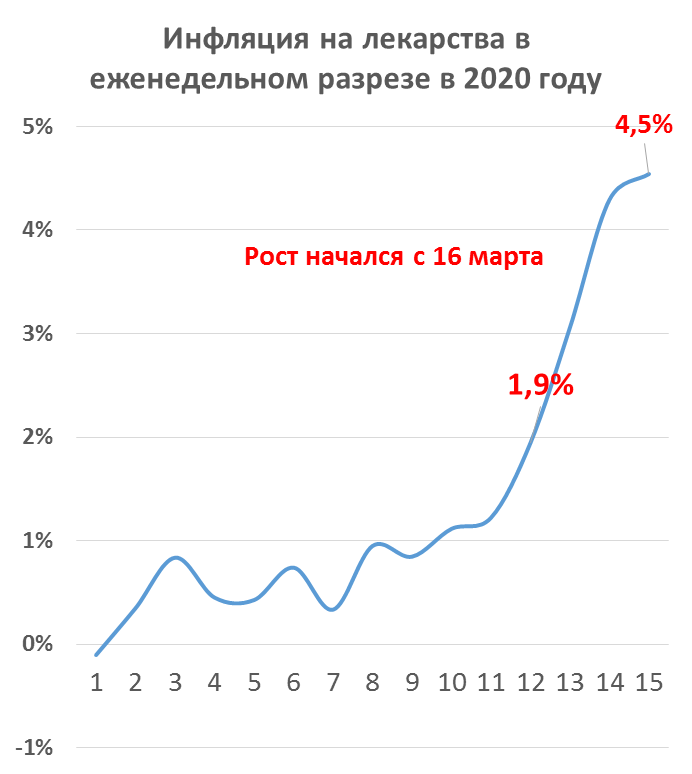 Инфляция на лекарства в
еженедельном разрезе в 2020 году
5%
4,5%
4%
Рост начался с 16 марта
3%
1,9%
2%
1%
0%
1 2 3 4 5 6 7 8 9 10 11 12 13 14 15
-1%